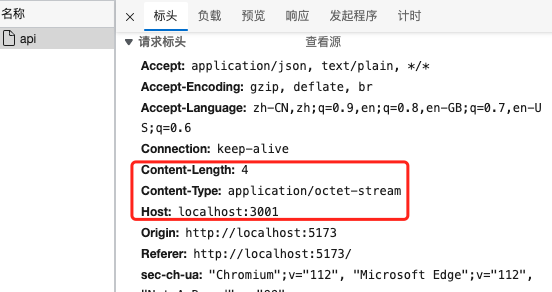 名称
× 标头 负载 预览 响应 发起程序 计时
api
▼ 请求标头 查看源
Accept: application/json, text/plain, */*
Accept-Encoding: gzip, deflate, br
Accept-Language: zh-CN,zh;q=0.9,en;q=0.8,en-GB;q=0.7,en-U
S;q=0.6
Connection: keep-alive
Content-Length: 4
Content-Type: application/octet-stream
Host: localhost:3001
Origin: http://localhost:5173
Referer: http://localhost:5173/
sec-ch-ua: "Chromium";v="112", "Microsoft Edge";v="112",